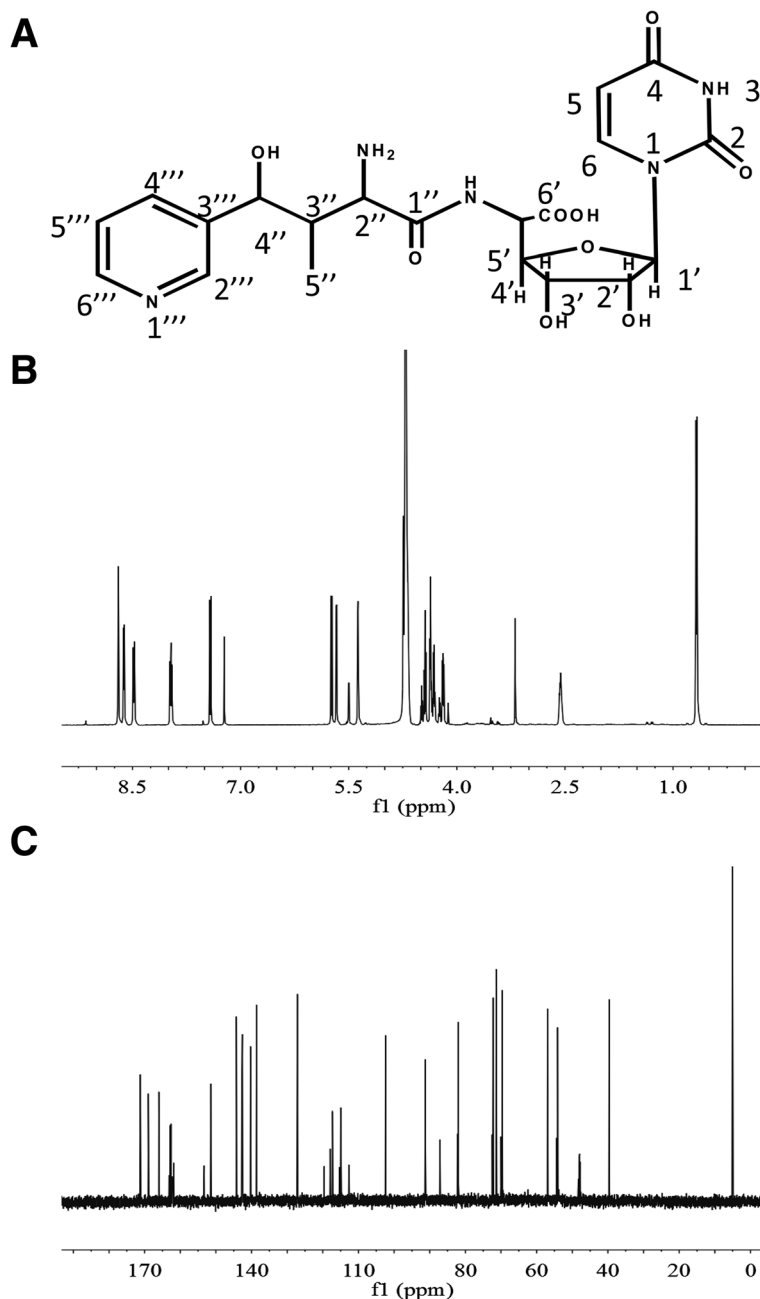 A
O
5
4
NH
3
OH
NH₂
1
2
6
N
O
4'''
3'''
3''
1''
H
N
6'
COOH
5'''
4''
2''
O
5'
O
H
H
1'
6'''
2'''
5''
4'
H
3'
2'
H
N
1'''
OH
OH
B
8.5 7.0 5.5 4.0 2.5 1.0
f1 (ppm)
C
170 140 110 80 60 40 20 0
f1 (ppm)